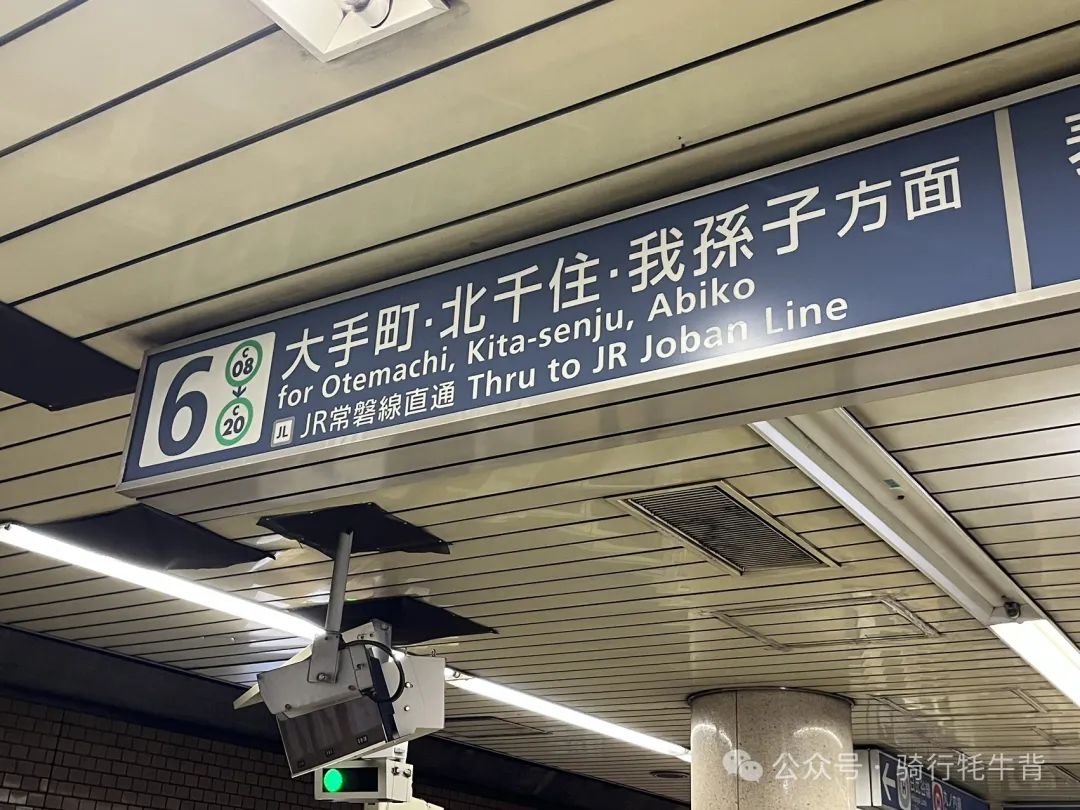 6
C
08
C
20
大手町・北千住・我孫子方面
for Otemachi, Kita-senju, Abiko
JL JR常磐線直通 Thru to JR Joban Line
公众号・骑行牦牛背